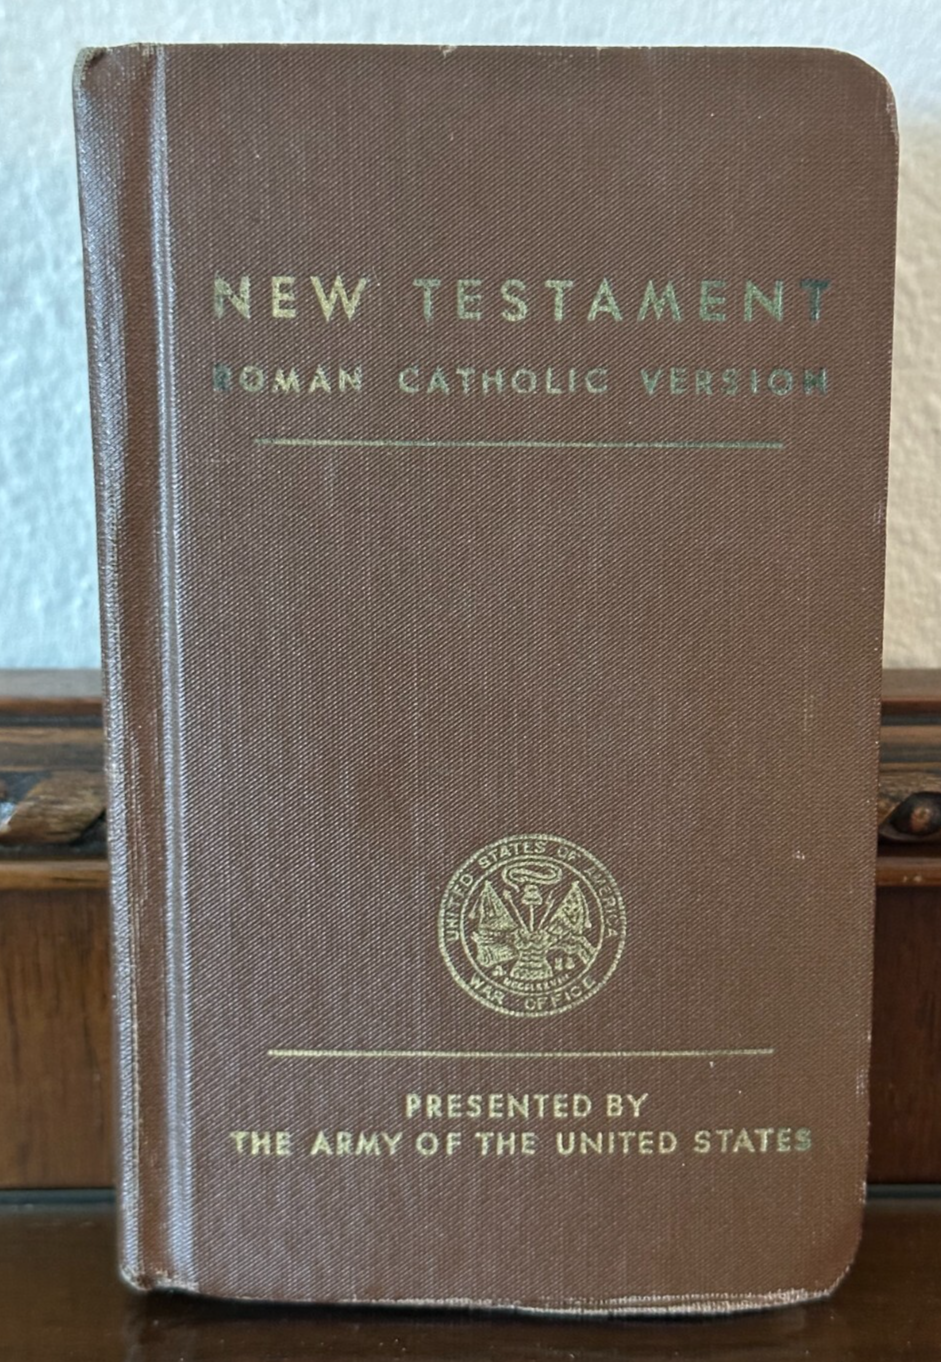 NEW TESTAMENT
ROMAN CATHOLIC VERSION
UNITED STATES OF AMERICA
WAR OFFICE
PRESENTED BY
THE ARMY OF THE UNITED STATES